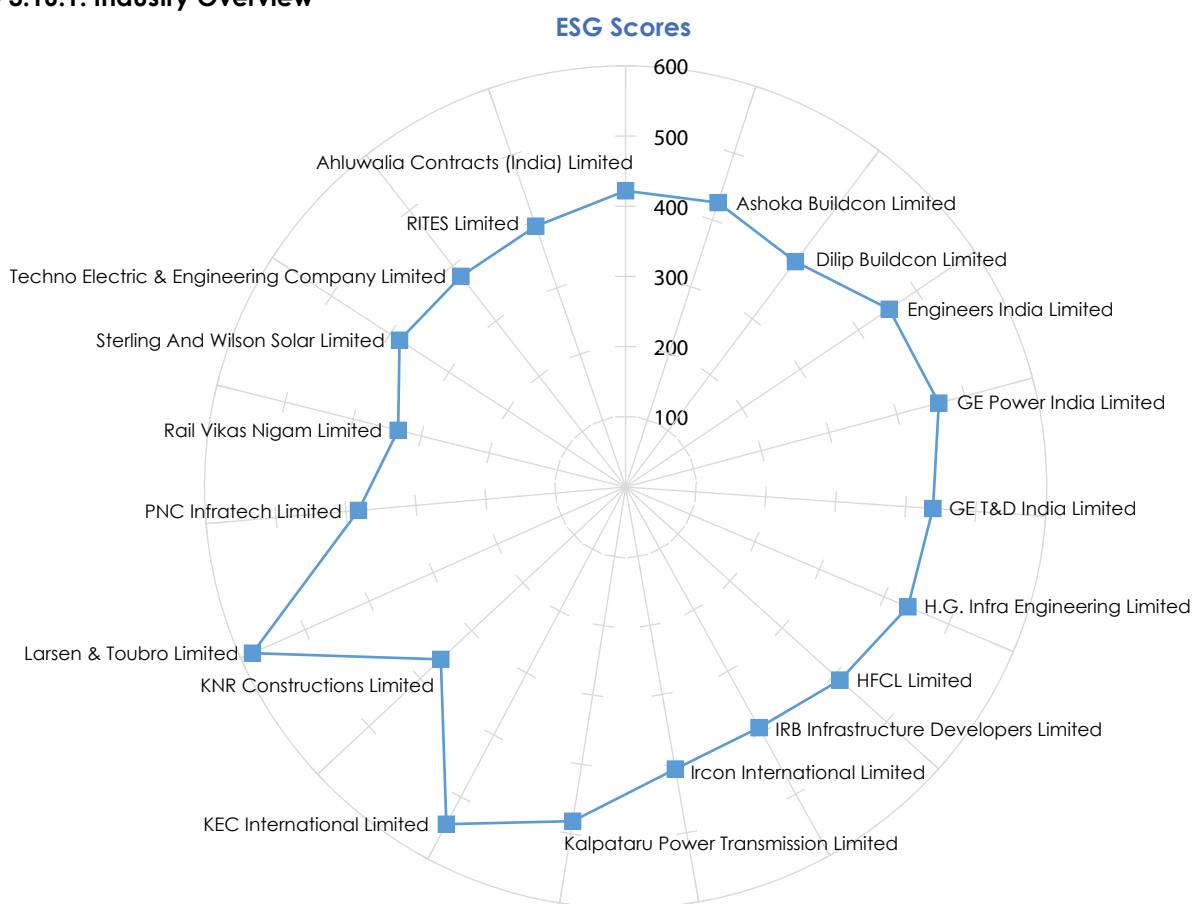 ESG Scores
600
500
400
300
200
100
Ahluwalia Contracts (India) Limited
Ashoka Buildcon Limited
Dilip Buildcon Limited
Engineers India Limited
GE Power India Limited
GE T&D India Limited
H.G. Infra Engineering Limited
HFCL Limited
IRB Infrastructure Developers Limited
Ircon International Limited
Kalpataru Power Transmission Limited
KEC International Limited
KNR Constructions Limited
Larsen & Toubro Limited
PNC Infratech Limited
Rail Vikas Nigam Limited
Sterling And Wilson Solar Limited
Techno Electric & Engineering Company Limited
RITES Limited